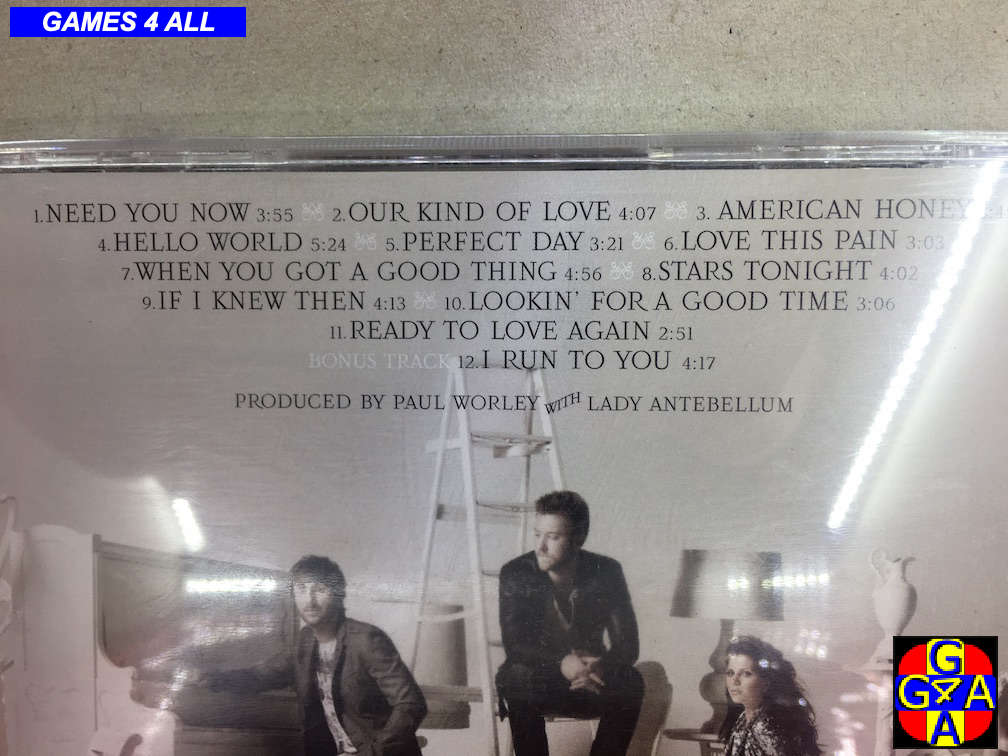 GAMES 4 ALL
1. NEED YOU NOW 3:55 2. OUR KIND OF LOVE 4:07 3. AMERICAN HONEY
4. HELLO WORLD 5:24 5. PERFECT DAY 3:21 6. LOVE THIS PAIN 3:03
7. WHEN YOU GOT A GOOD THING 4:56 8. STARS TONIGHT 4:02
9. IF I KNEW THEN 4:13 10. LOOKIN' FOR A GOOD TIME 3:06
11. READY TO LOVE AGAIN 2:51
BONUS TRACK 12. I RUN TO YOU 4:17
PRODUCED BY PAUL WORLEY WITH LADY ANTEBELLUM
G
G4A
A